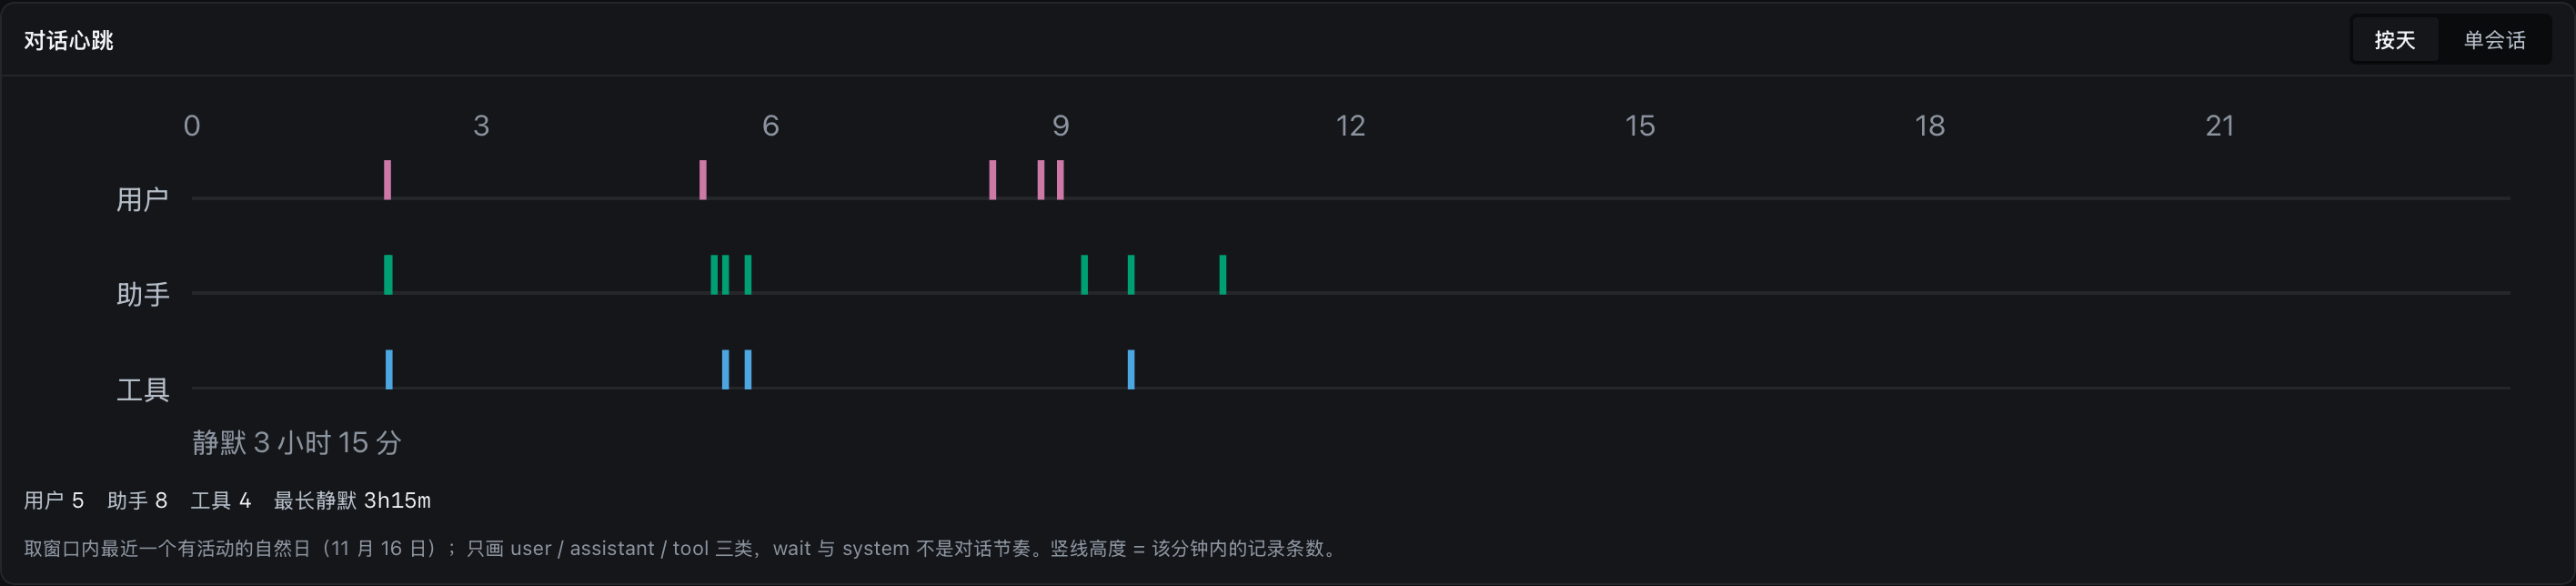 对话心跳 按天 单会话
0 3 6 9 12 15 18 21
用户
助手
工具
静默 3 小时 15 分
用户 5 助手 8 工具 4 最长静默 3h15m
取窗口内最近一个有活动的自然日（11 月 16 日）；只画 user / assistant / tool 三类，wait 与 system 不是对话节奏。竖线高度 = 该分钟内的记录条数。